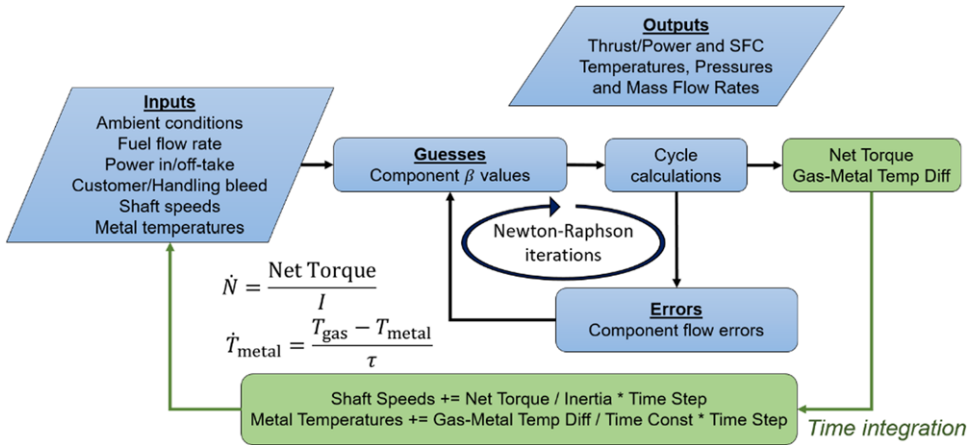 Outputs
Thrust/Power and SFC
Temperatures, Pressures
and Mass Flow Rates
Inputs
Ambient conditions
Fuel flow rate
Power in/off-take
Customer/Handling bleed
Shaft speeds
Metal temperatures
Guesses
Component β values
Cycle
calculations
Net Torque
Gas-Metal Temp Diff
Newton-Raphson
iterations
Errors
Component flow errors
Ṅ = Net Torque / I
Ṫ_metal = (T_gas − T_metal) / τ
Shaft Speeds += Net Torque / Inertia * Time Step
Metal Temperatures += Gas-Metal Temp Diff / Time Const * Time Step
Time integration